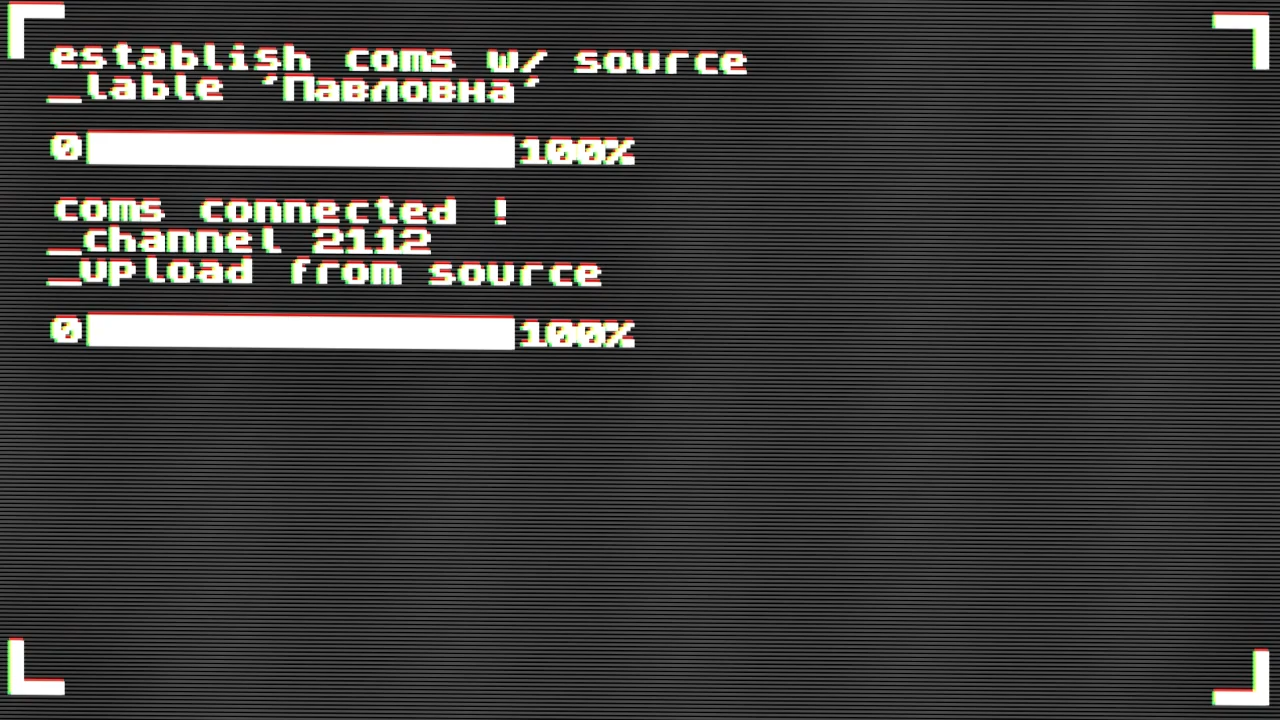 establish coms w/ source
_lable 'Павловна'
0 100%
coms connected !
_channel 2112
_upload from source
0 100%